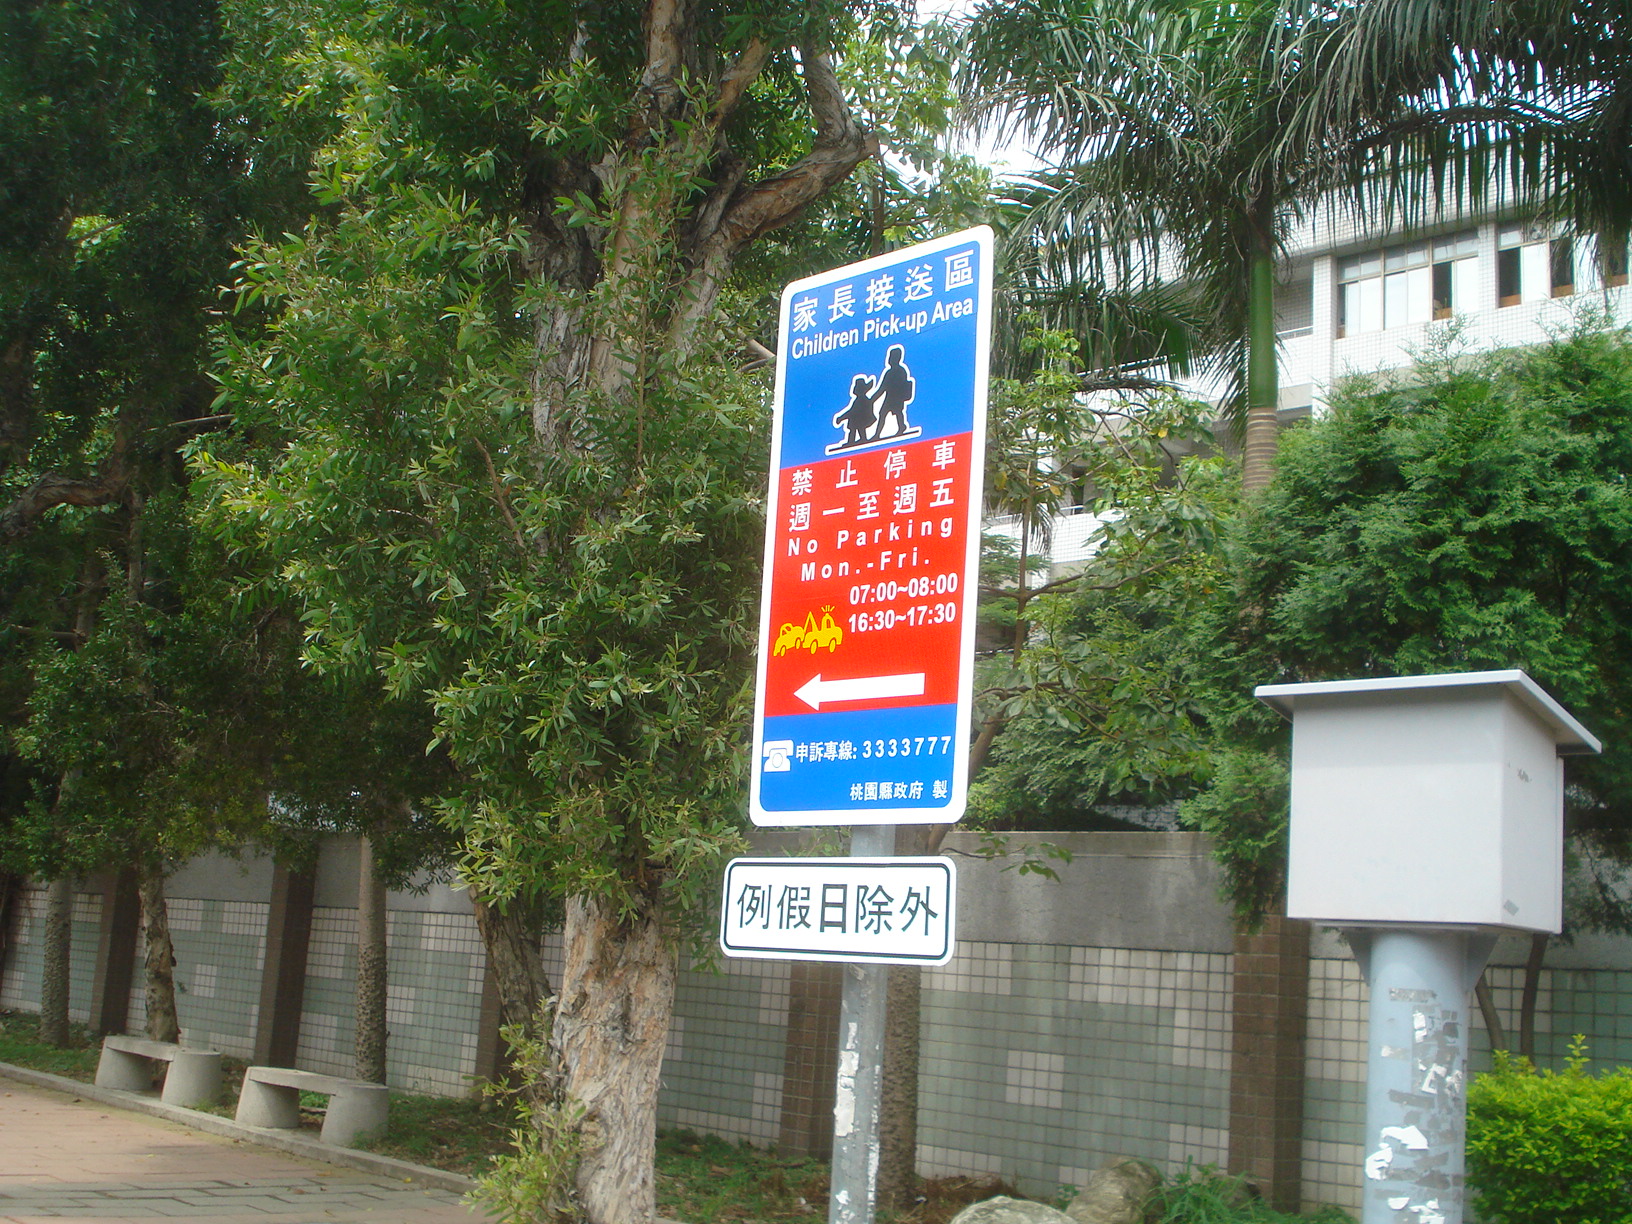 家長接送區
Children Pick-up Area
禁止停車
週一至週五
No Parking
Mon.-Fri.
07:00~08:00
16:30~17:30
申訴專線: 3333777
桃園縣政府 製
例假日除外